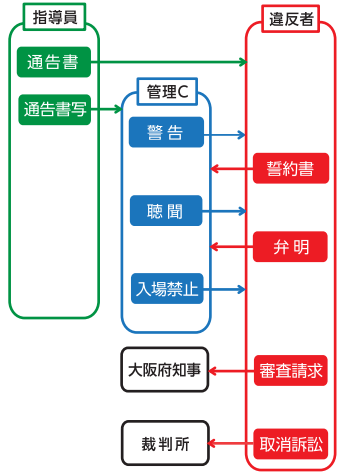 指導員
違反者
通告書
管理C
通告書写
警告
誓約書
聴聞
弁明
入場禁止
大阪府知事
審査請求
裁判所
取消訴訟